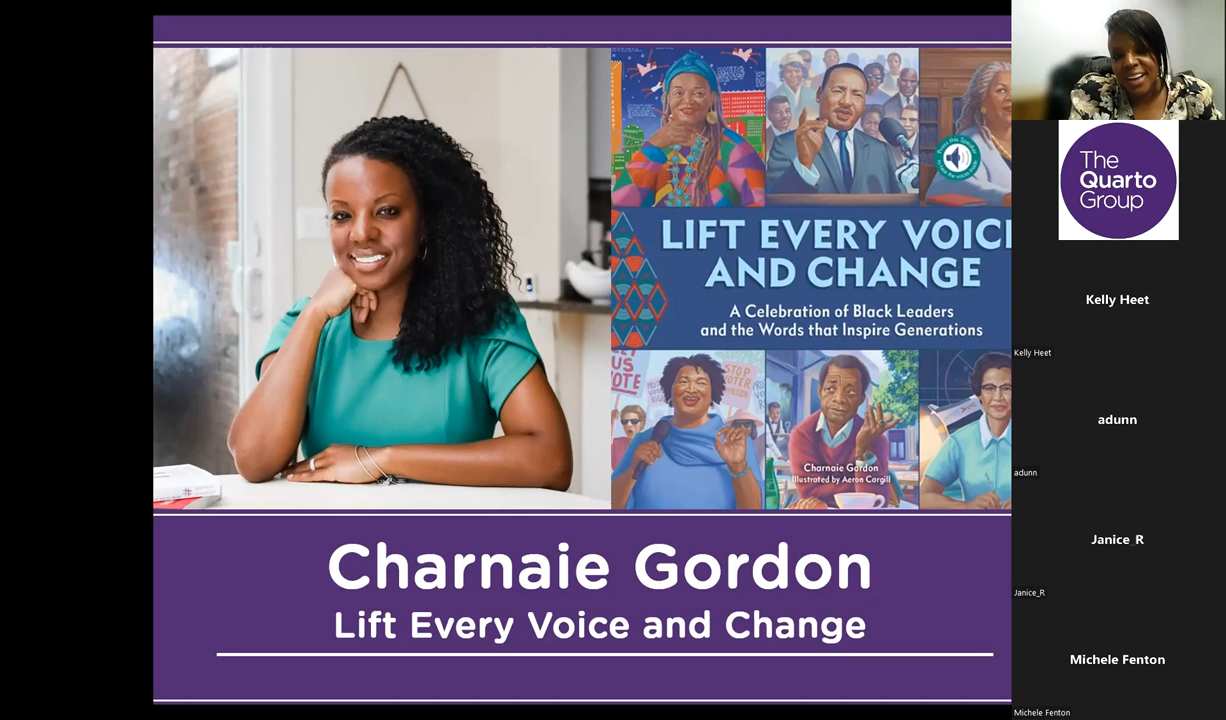 LIFT EVERY VOICE
AND CHANGE
A Celebration of Black Leaders
and the Words that Inspire Generations
US
VOTE
STOP
VOTER
Charnaie Gordon
Illustrated by Aeron Cargill
Charnaie Gordon
Lift Every Voice and Change
The
Quarto
Group
Kelly Heet
Kelly Heet
adunn
adunn
Janice R
Janice_R
Michele Fenton
Michele Fenton